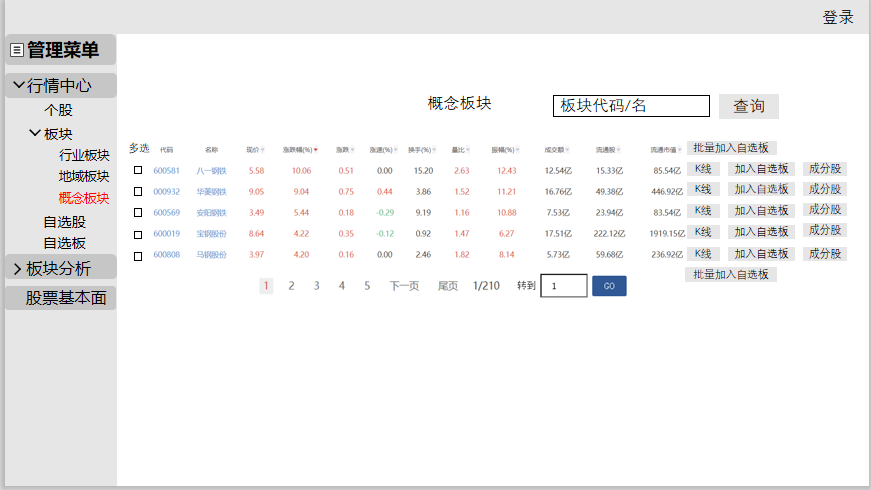 登录
管理菜单
行情中心
个股
板块
行业板块
地域板块
概念板块
自选股
自选板
板块分析
股票基本面
概念板块 板块代码/名 查询
多选 代码 名称 现价 涨跌幅(%) 涨跌 涨速(%) 换手(%) 量比 振幅(%) 成交额 流通股 流通市值 批量加入自选板
600581 八一钢铁 5.58 10.06 0.51 0.00 15.20 2.63 12.43 12.54亿 15.33亿 85.54亿 K线 加入自选板 成分股
000932 华菱钢铁 9.05 9.04 0.75 0.44 3.86 1.52 11.21 16.76亿 49.38亿 446.92亿 K线 加入自选板 成分股
600569 安阳钢铁 3.49 5.44 0.18 -0.29 9.19 1.16 10.88 7.53亿 23.94亿 83.54亿 K线 加入自选板 成分股
600019 宝钢股份 8.64 4.22 0.35 -0.12 0.92 1.47 6.27 17.51亿 222.12亿 1919.15亿 K线 加入自选板 成分股
600808 马钢股份 3.97 4.20 0.16 0.00 2.46 1.82 8.14 5.73亿 59.68亿 236.92亿 K线 加入自选板 成分股
批量加入自选板
1 2 3 4 5 下一页 尾页 1/210 转到 1 GO